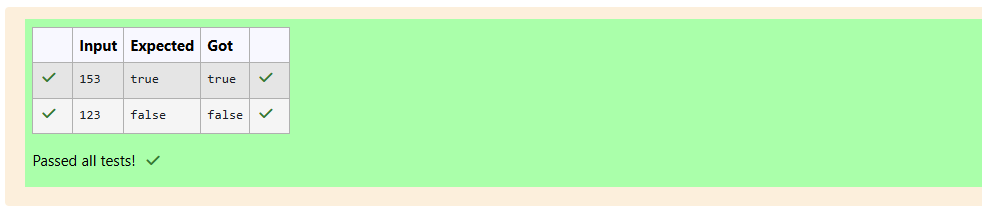 Input Expected Got
153 true true
123 false false
Passed all tests!